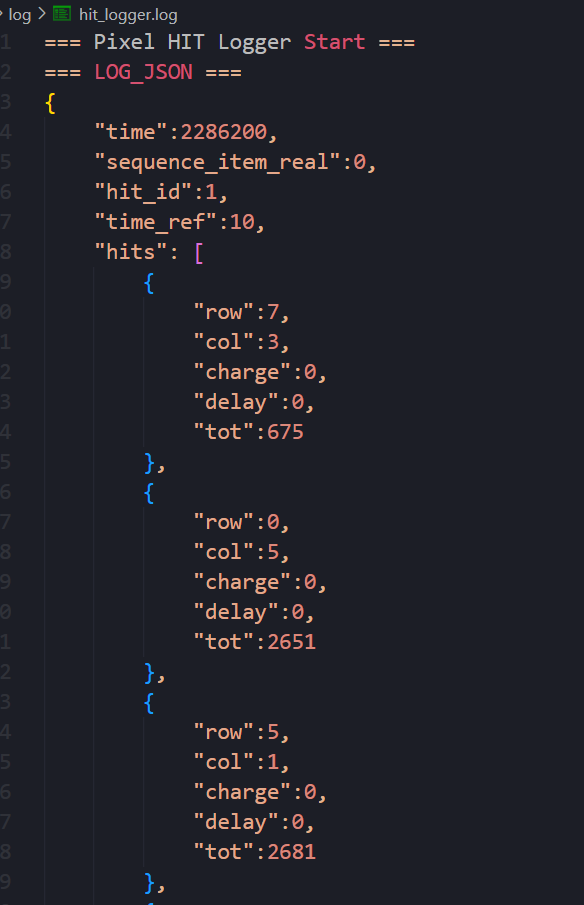 log > hit_logger.log
1 === Pixel HIT Logger Start ===
2 === LOG_JSON ===
3 {
4 "time":2286200,
5 "sequence_item_real":0,
6 "hit_id":1,
7 "time_ref":10,
8 "hits": [
9 {
0 "row":7,
1 "col":3,
2 "charge":0,
3 "delay":0,
4 "tot":675
5 },
6 {
7 "row":0,
8 "col":5,
9 "charge":0,
0 "delay":0,
1 "tot":2651
2 },
3 {
4 "row":5,
5 "col":1,
6 "charge":0,
7 "delay":0,
8 "tot":2681
9 },